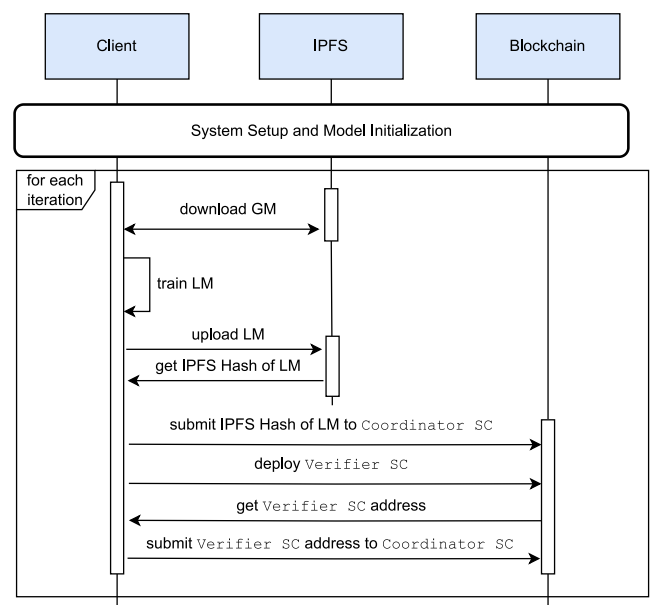 Client
IPFS
Blockchain
System Setup and Model Initialization
for each
iteration
download GM
train LM
upload LM
get IPFS Hash of LM
submit IPFS Hash of LM to Coordinator SC
deploy Verifier SC
get Verifier SC address
submit Verifier SC address to Coordinator SC